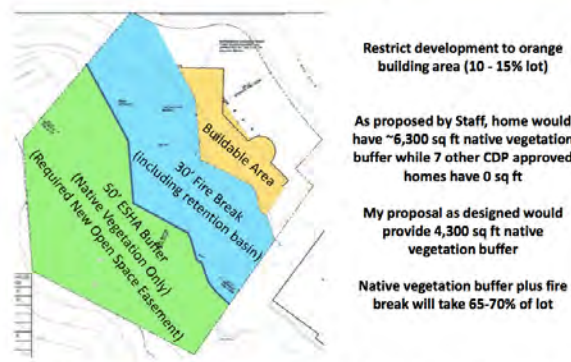 Buildable Area
30' Fire Break
(including retention basin)
50' ESHA Buffer
(Native Vegetation Only)
(Required New Open Space Easement)
Restrict development to orange
building area (10 - 15% lot)
As proposed by Staff, home would
have ~6,300 sq ft native vegetation
buffer while 7 other CDP approved
homes have 0 sq ft
My proposal as designed would
provide 4,300 sq ft native
vegetation buffer
Native vegetation buffer plus fire
break will take 65-70% of lot